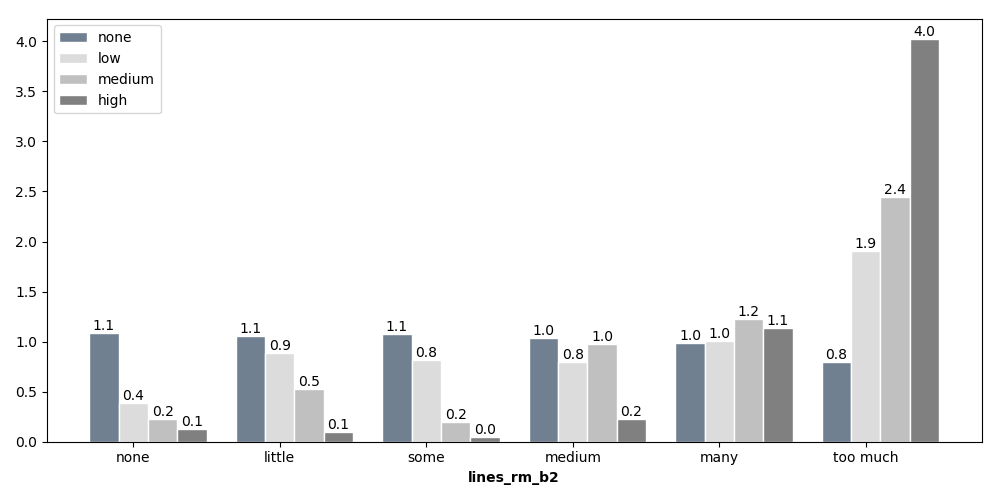 none
low
medium
high
4.0
3.5
3.0
2.5
2.0
1.5
1.0
0.5
0.0
1.1 0.4 0.2 0.1
1.1 0.9 0.5 0.1
1.1 0.8 0.2 0.0
1.0 0.8 1.0 0.2
1.0 1.0 1.2 1.1
0.8 1.9 2.4 4.0
none little some medium many too much
lines_rm_b2